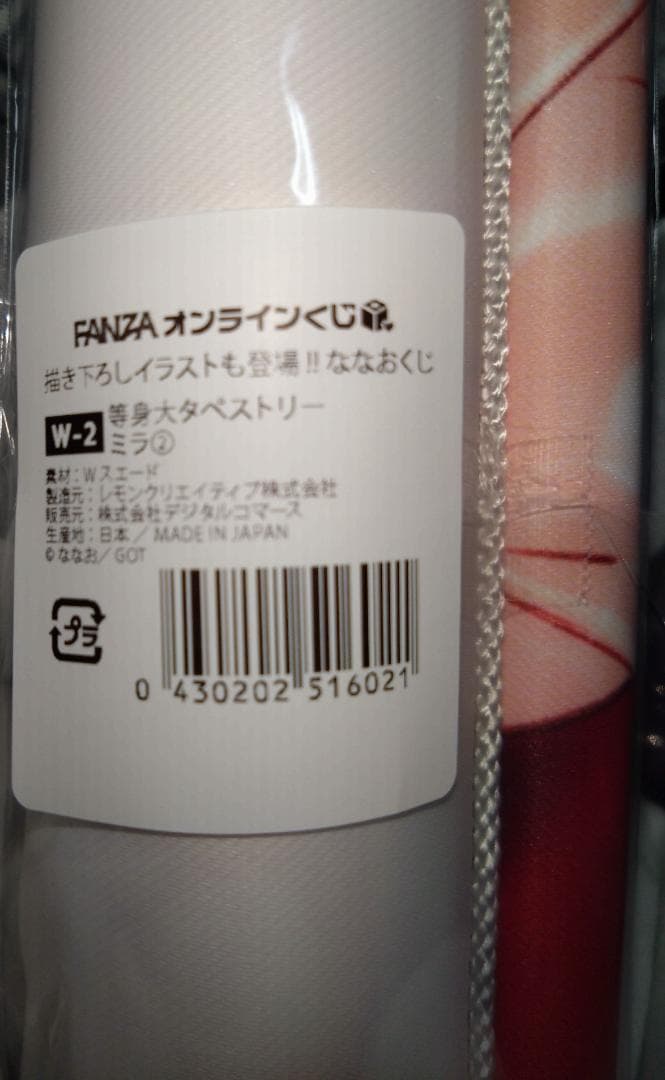 FANZA オンラインくじ
描き下ろしイラストも登場!! ななおくじ
W-2 等身大タペストリー
ミラ②
素材：Wスエード
製造元：レモンクリエイティブ株式会社
販売元：株式会社デジタルコマース
生産地：日本／MADE IN JAPAN
©ななお／GOT
プラ
0 430202 516021